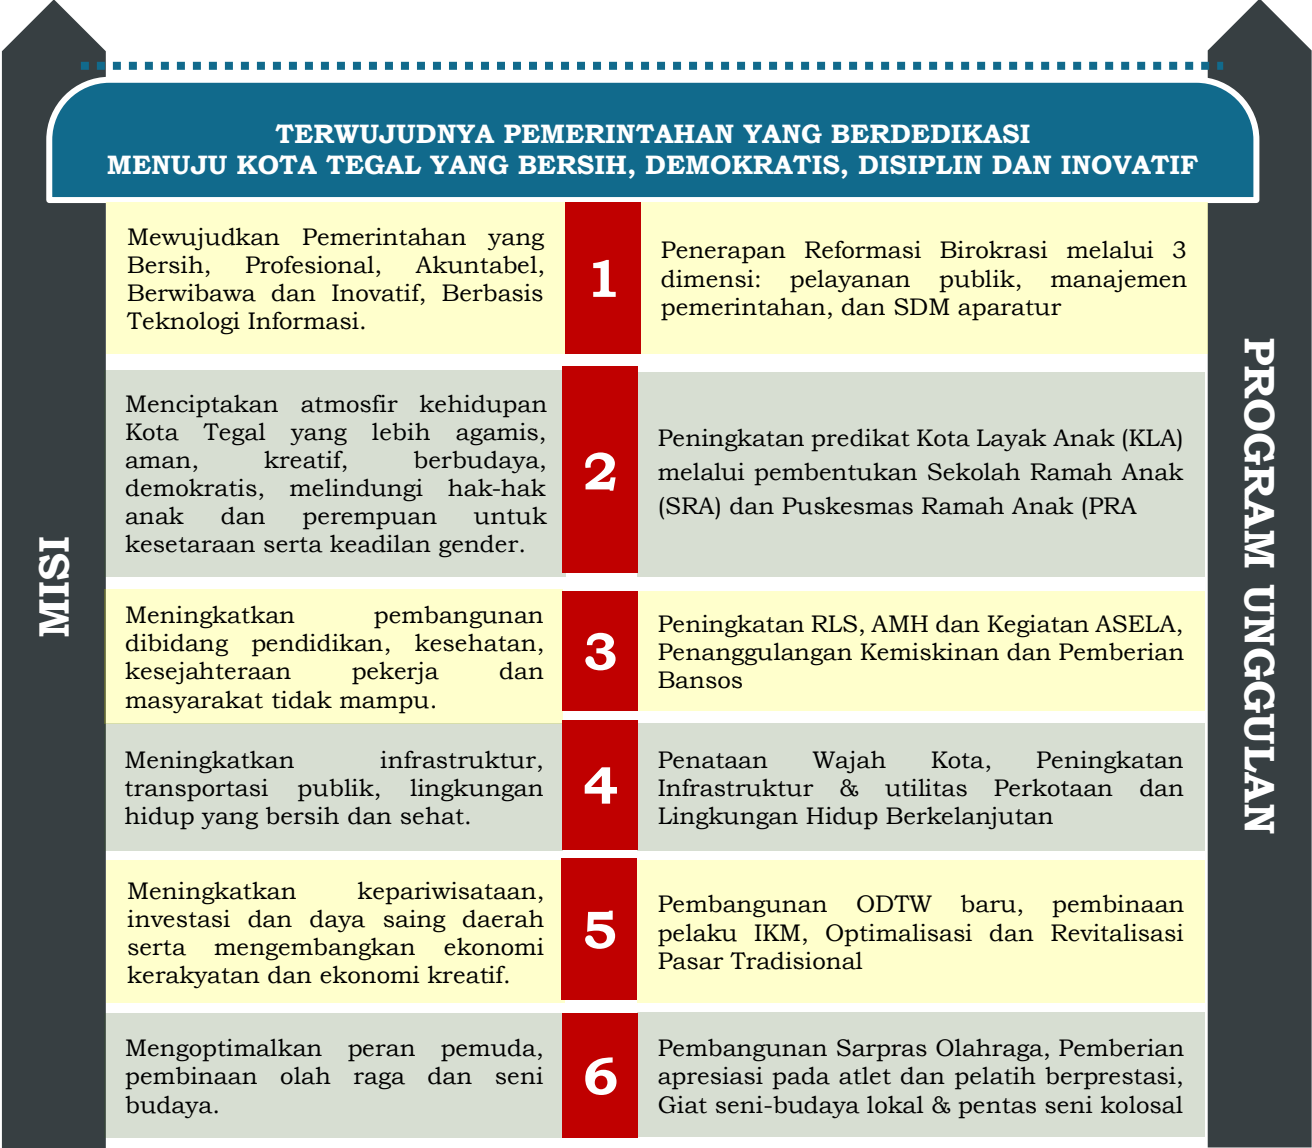 TERWUJUDNYA PEMERINTAHAN YANG BERDEDIKASI
MENUJU KOTA TEGAL YANG BERSIH, DEMOKRATIS, DISIPLIN DAN INOVATIF
MISI
PROGRAM UNGGULAN
Mewujudkan Pemerintahan yang
Bersih, Profesional, Akuntabel,
Berwibawa dan Inovatif, Berbasis
Teknologi Informasi.
1
Penerapan Reformasi Birokrasi melalui 3
dimensi: pelayanan publik, manajemen
pemerintahan, dan SDM aparatur
Menciptakan atmosfir kehidupan
Kota Tegal yang lebih agamis,
aman, kreatif, berbudaya,
demokratis, melindungi hak-hak
anak dan perempuan untuk
kesetaraan serta keadilan gender.
2
Peningkatan predikat Kota Layak Anak (KLA)
melalui pembentukan Sekolah Ramah Anak
(SRA) dan Puskesmas Ramah Anak (PRA
Meningkatkan pembangunan
dibidang pendidikan, kesehatan,
kesejahteraan pekerja dan
masyarakat tidak mampu.
3
Peningkatan RLS, AMH dan Kegiatan ASELA,
Penanggulangan Kemiskinan dan Pemberian
Bansos
Meningkatkan infrastruktur,
transportasi publik, lingkungan
hidup yang bersih dan sehat.
4
Penataan Wajah Kota, Peningkatan
Infrastruktur & utilitas Perkotaan dan
Lingkungan Hidup Berkelanjutan
Meningkatkan kepariwisataan,
investasi dan daya saing daerah
serta mengembangkan ekonomi
kerakyatan dan ekonomi kreatif.
5
Pembangunan ODTW baru, pembinaan
pelaku IKM, Optimalisasi dan Revitalisasi
Pasar Tradisional
Mengoptimalkan peran pemuda,
pembinaan olah raga dan seni
budaya.
6
Pembangunan Sarpras Olahraga, Pemberian
apresiasi pada atlet dan pelatih berprestasi,
Giat seni-budaya lokal & pentas seni kolosal